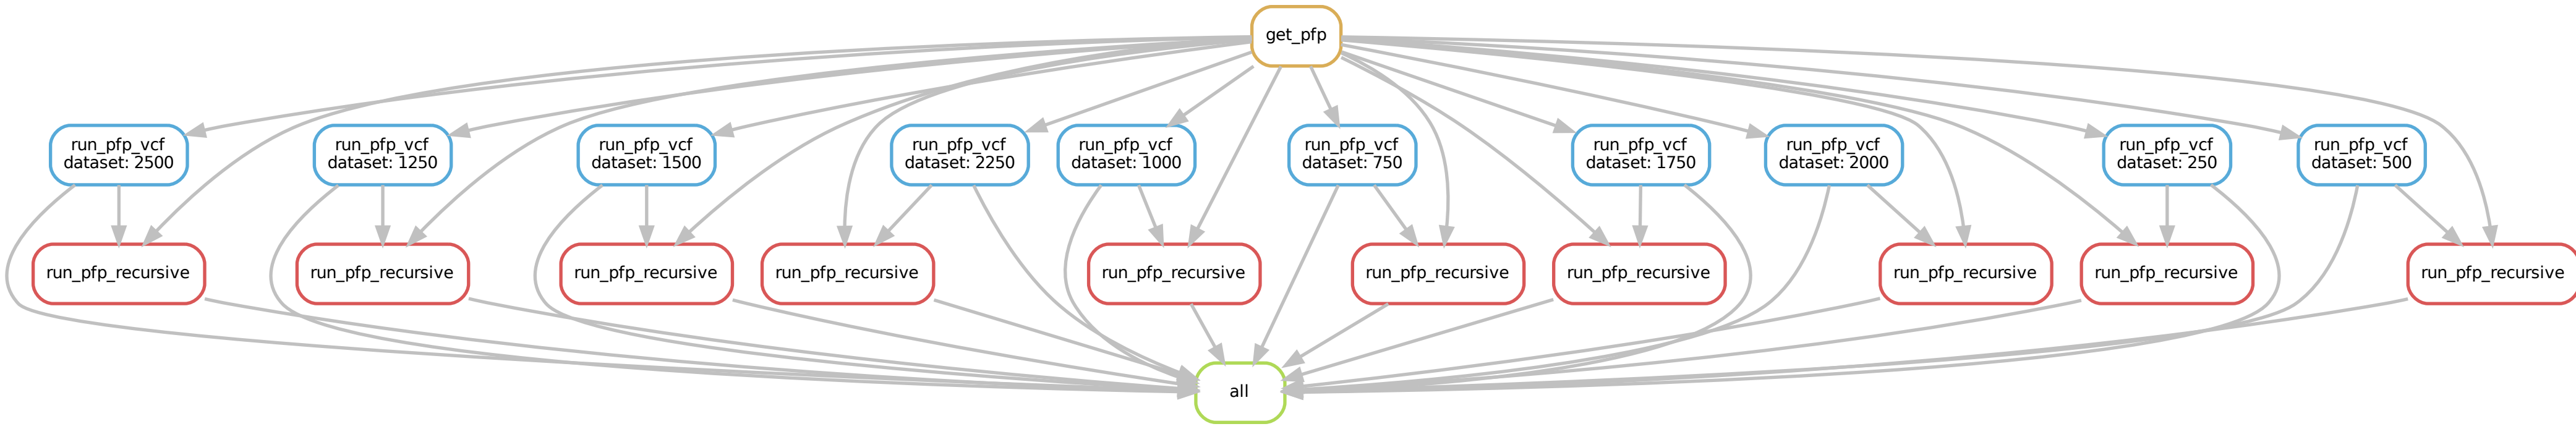 get_pfp
run_pfp_vcf
dataset: 2500
run_pfp_vcf
dataset: 1250
run_pfp_vcf
dataset: 1500
run_pfp_vcf
dataset: 2250
run_pfp_vcf
dataset: 1000
run_pfp_vcf
dataset: 750
run_pfp_vcf
dataset: 1750
run_pfp_vcf
dataset: 2000
run_pfp_vcf
dataset: 250
run_pfp_vcf
dataset: 500
run_pfp_recursive
run_pfp_recursive
run_pfp_recursive
run_pfp_recursive
run_pfp_recursive
run_pfp_recursive
run_pfp_recursive
run_pfp_recursive
run_pfp_recursive
run_pfp_recursive
all